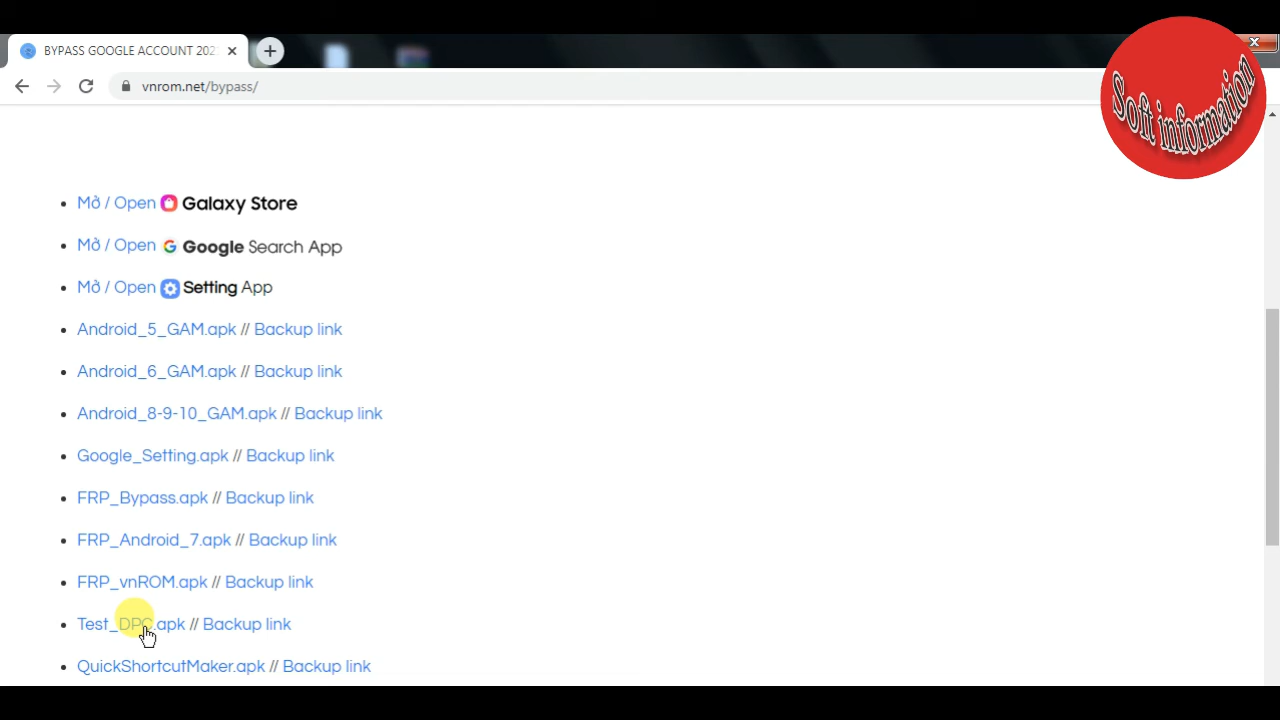 BYPASS GOOGLE ACCOUNT 202
vnrom.net/bypass/
Soft information
Mở / Open Galaxy Store
Mở / Open Google Search App
Mở / Open Setting App
Android_5_GAM.apk // Backup link
Android_6_GAM.apk // Backup link
Android_8-9-10_GAM.apk // Backup link
Google_Setting.apk // Backup link
FRP_Bypass.apk // Backup link
FRP_Android_7.apk // Backup link
FRP_vnROM.apk // Backup link
Test_DPC.apk // Backup link
QuickShortcutMaker.apk // Backup link